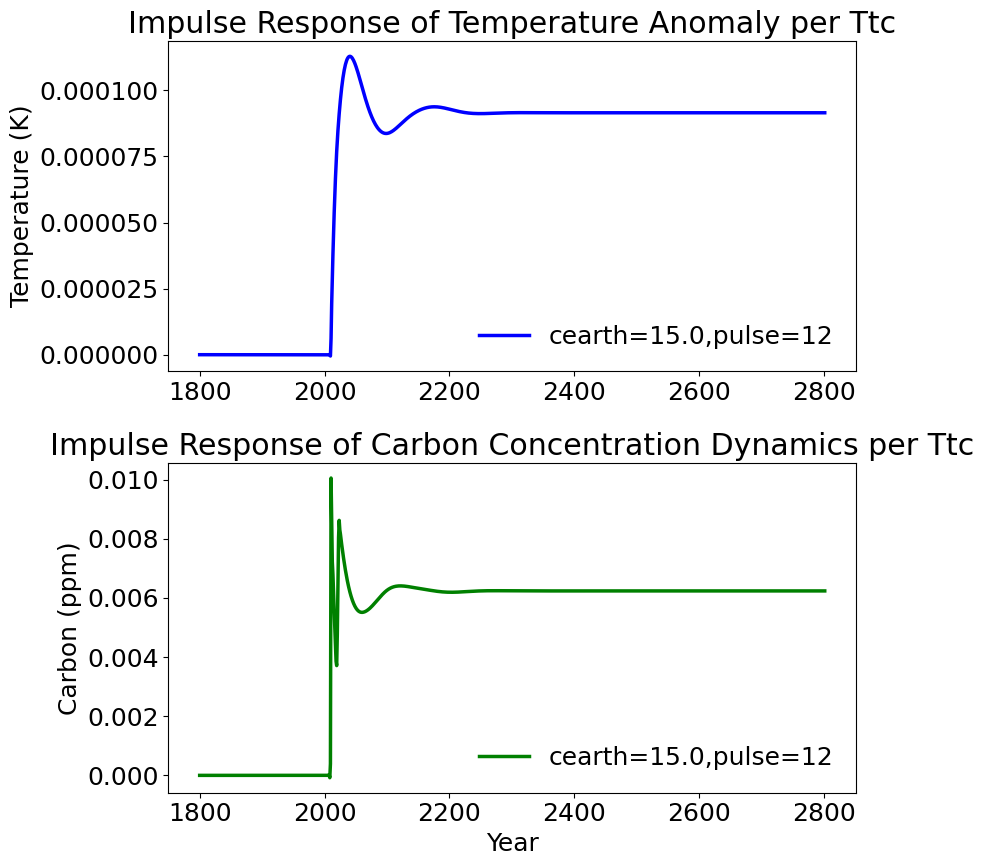 Impulse Response of Temperature Anomaly per Ttc
Temperature (K)
0.000100
0.000075
0.000050
0.000025
0.000000
cearth=15.0,pulse=12
1800 2000 2200 2400 2600 2800
Impulse Response of Carbon Concentration Dynamics per Ttc
Carbon (ppm)
0.010
0.008
0.006
0.004
0.002
0.000
cearth=15.0,pulse=12
1800 2000 2200 2400 2600 2800
Year